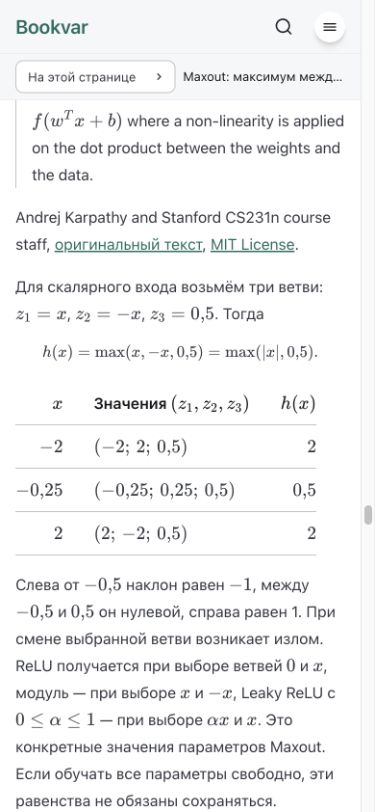 Bookvar
На этой странице
Maxout: максимум межд...
f(w^T x + b) where a non-linearity is applied
on the dot product between the weights and
the data.
Andrej Karpathy and Stanford CS231n course
staff, оригинальный текст, MIT License.
Для скалярного входа возьмём три ветви:
z₁ = x, z₂ = −x, z₃ = 0,5. Тогда
h(x) = max(x, −x, 0,5) = max(|x|, 0,5).
x Значения (z₁, z₂, z₃) h(x)
−2 (−2; 2; 0,5) 2
−0,25 (−0,25; 0,25; 0,5) 0,5
2 (2; −2; 0,5) 2
Слева от −0,5 наклон равен −1, между
−0,5 и 0,5 он нулевой, справа равен 1. При
смене выбранной ветви возникает излом.
ReLU получается при выборе ветвей 0 и x,
модуль — при выборе x и −x, Leaky ReLU с
0 ≤ α ≤ 1 — при выборе αx и x. Это
конкретные значения параметров Maxout.
Если обучать все параметры свободно, эти
равенства не обязаны сохраняться.